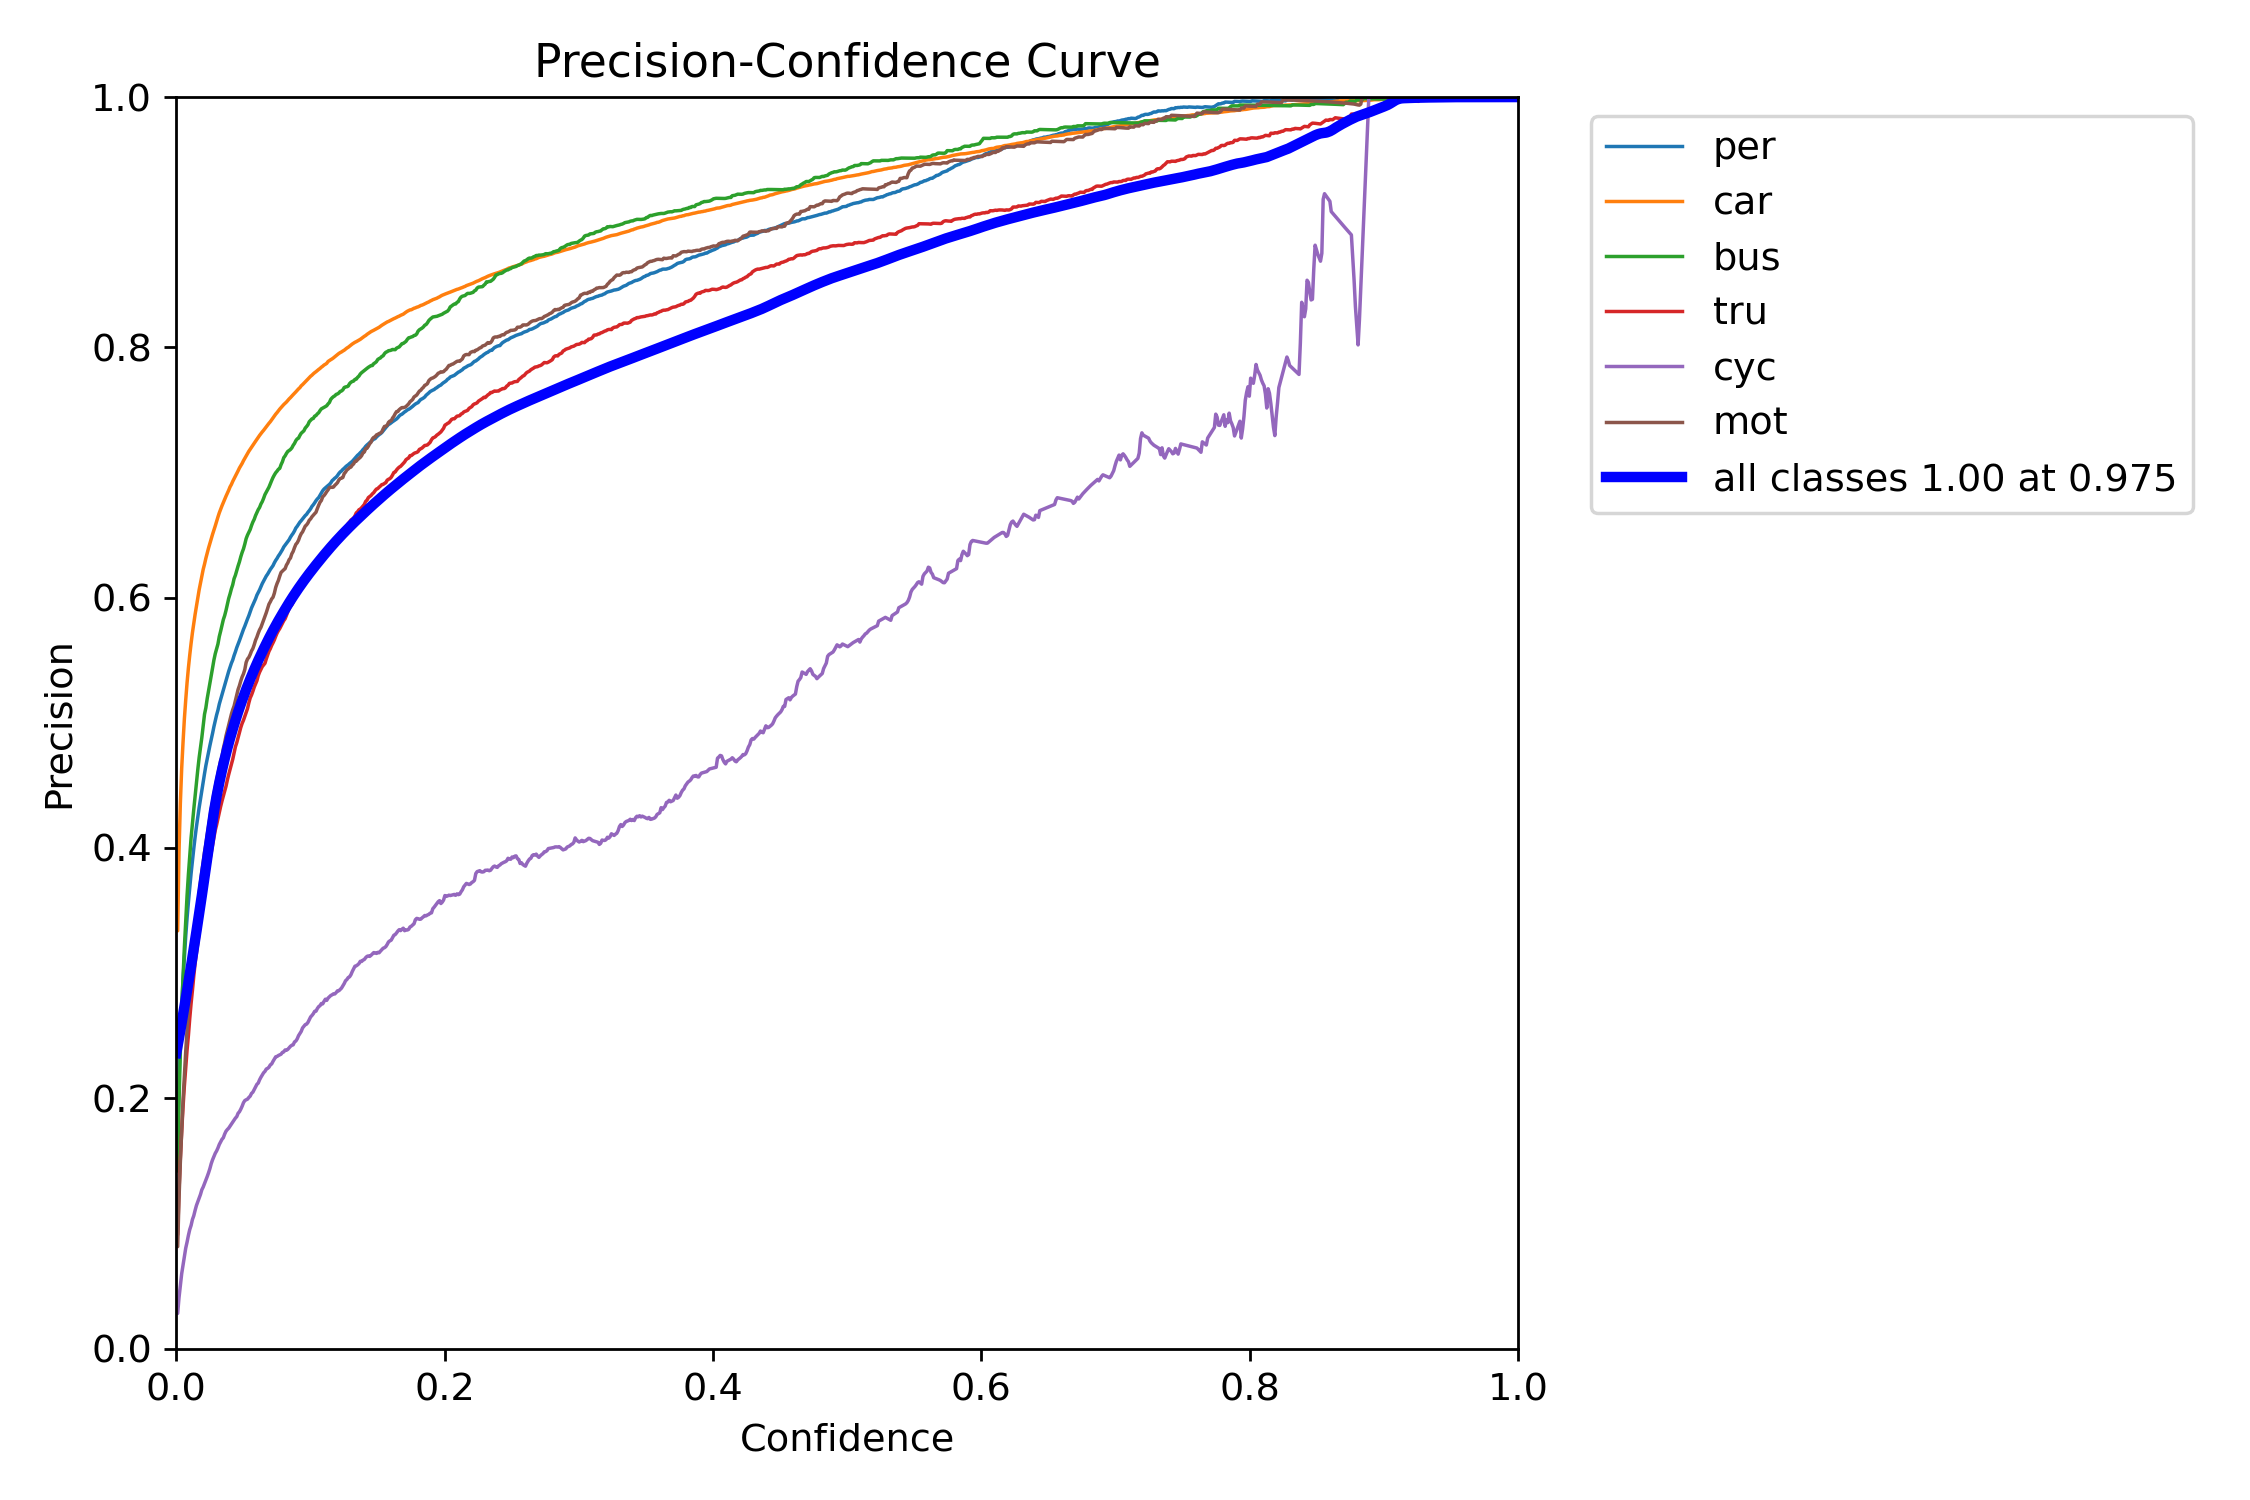 Precision-Confidence Curve
1.0
0.8
0.6
0.4
0.2
0.0
Precision
0.0 0.2 0.4 0.6 0.8 1.0
Confidence
per
car
bus
tru
cyc
mot
all classes 1.00 at 0.975